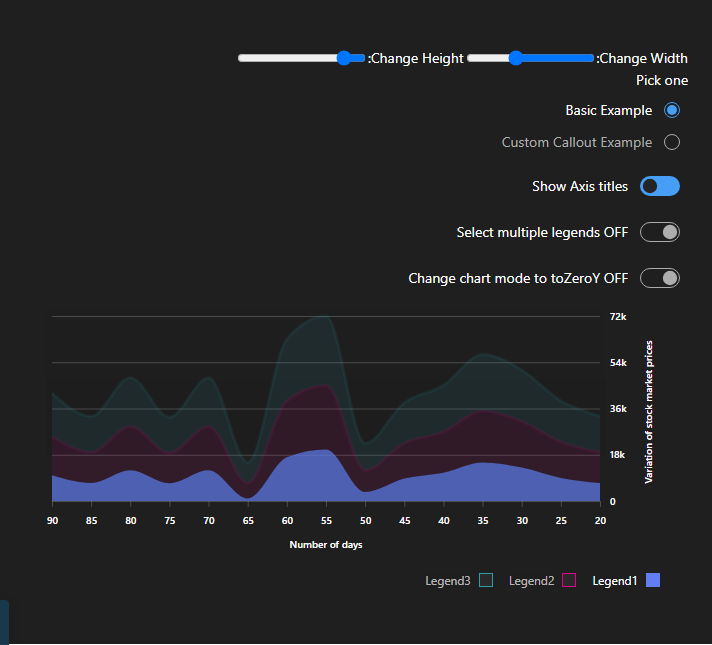 :Change Height :Change Width
Pick one
Basic Example
Custom Callout Example
Show Axis titles
Select multiple legends OFF
Change chart mode to toZeroY OFF
72k
54k
36k
18k
0
Variation of stock market prices
90 85 80 75 70 65 60 55 50 45 40 35 30 25 20
Number of days
Legend3 Legend2 Legend1